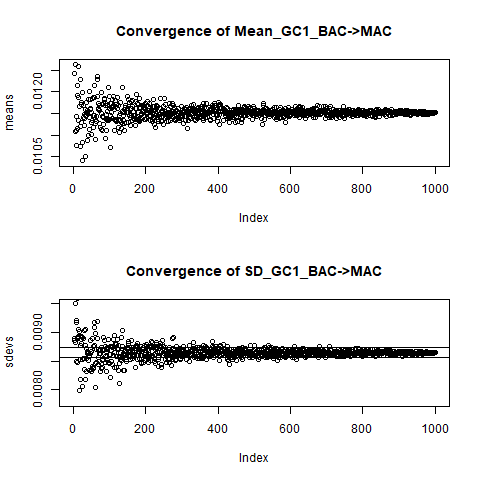 Convergence of Mean_GC1_BAC->MAC
means
0.0120
0.0105
0 200 400 600 800 1000
Index
Convergence of SD_GC1_BAC->MAC
sdevs
0.0090
0.0080
0 200 400 600 800 1000
Index